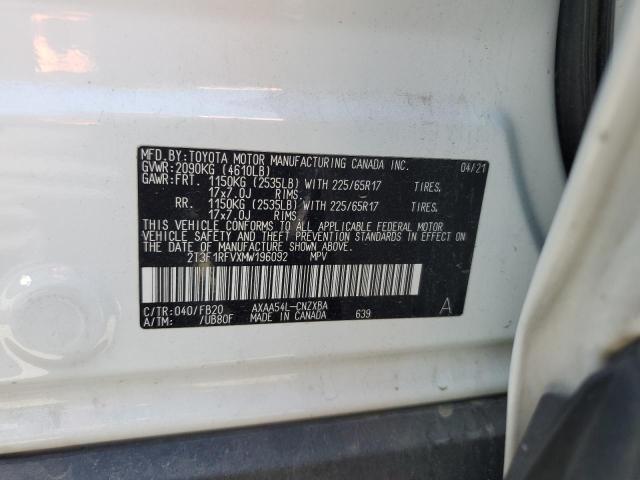 MFD.BY:TOYOTA MOTOR MANUFACTURING CANADA INC. 04/21
GVWR:2090KG (4610LB)
GAWR:FRT. 1150KG (2535LB) WITH 225/65R17 TIRES.
17x7.0J RIMS.
RR. 1150KG (2535LB) WITH 225/65R17 TIRES.
17x7.0J RIMS.
THIS VEHICLE CONFORMS TO ALL APPLICABLE FEDERAL MOTOR
VEHICLE SAFETY AND THEFT PREVENTION STANDARDS IN EFFECT ON
THE DATE OF MANUFACTURE SHOWN ABOVE.
2T3F1RFVXMW196092 MPV
C/TR:040/FB20 AXAA54L-CNZXBA A
A/TM: /UB80F MADE IN CANADA 639